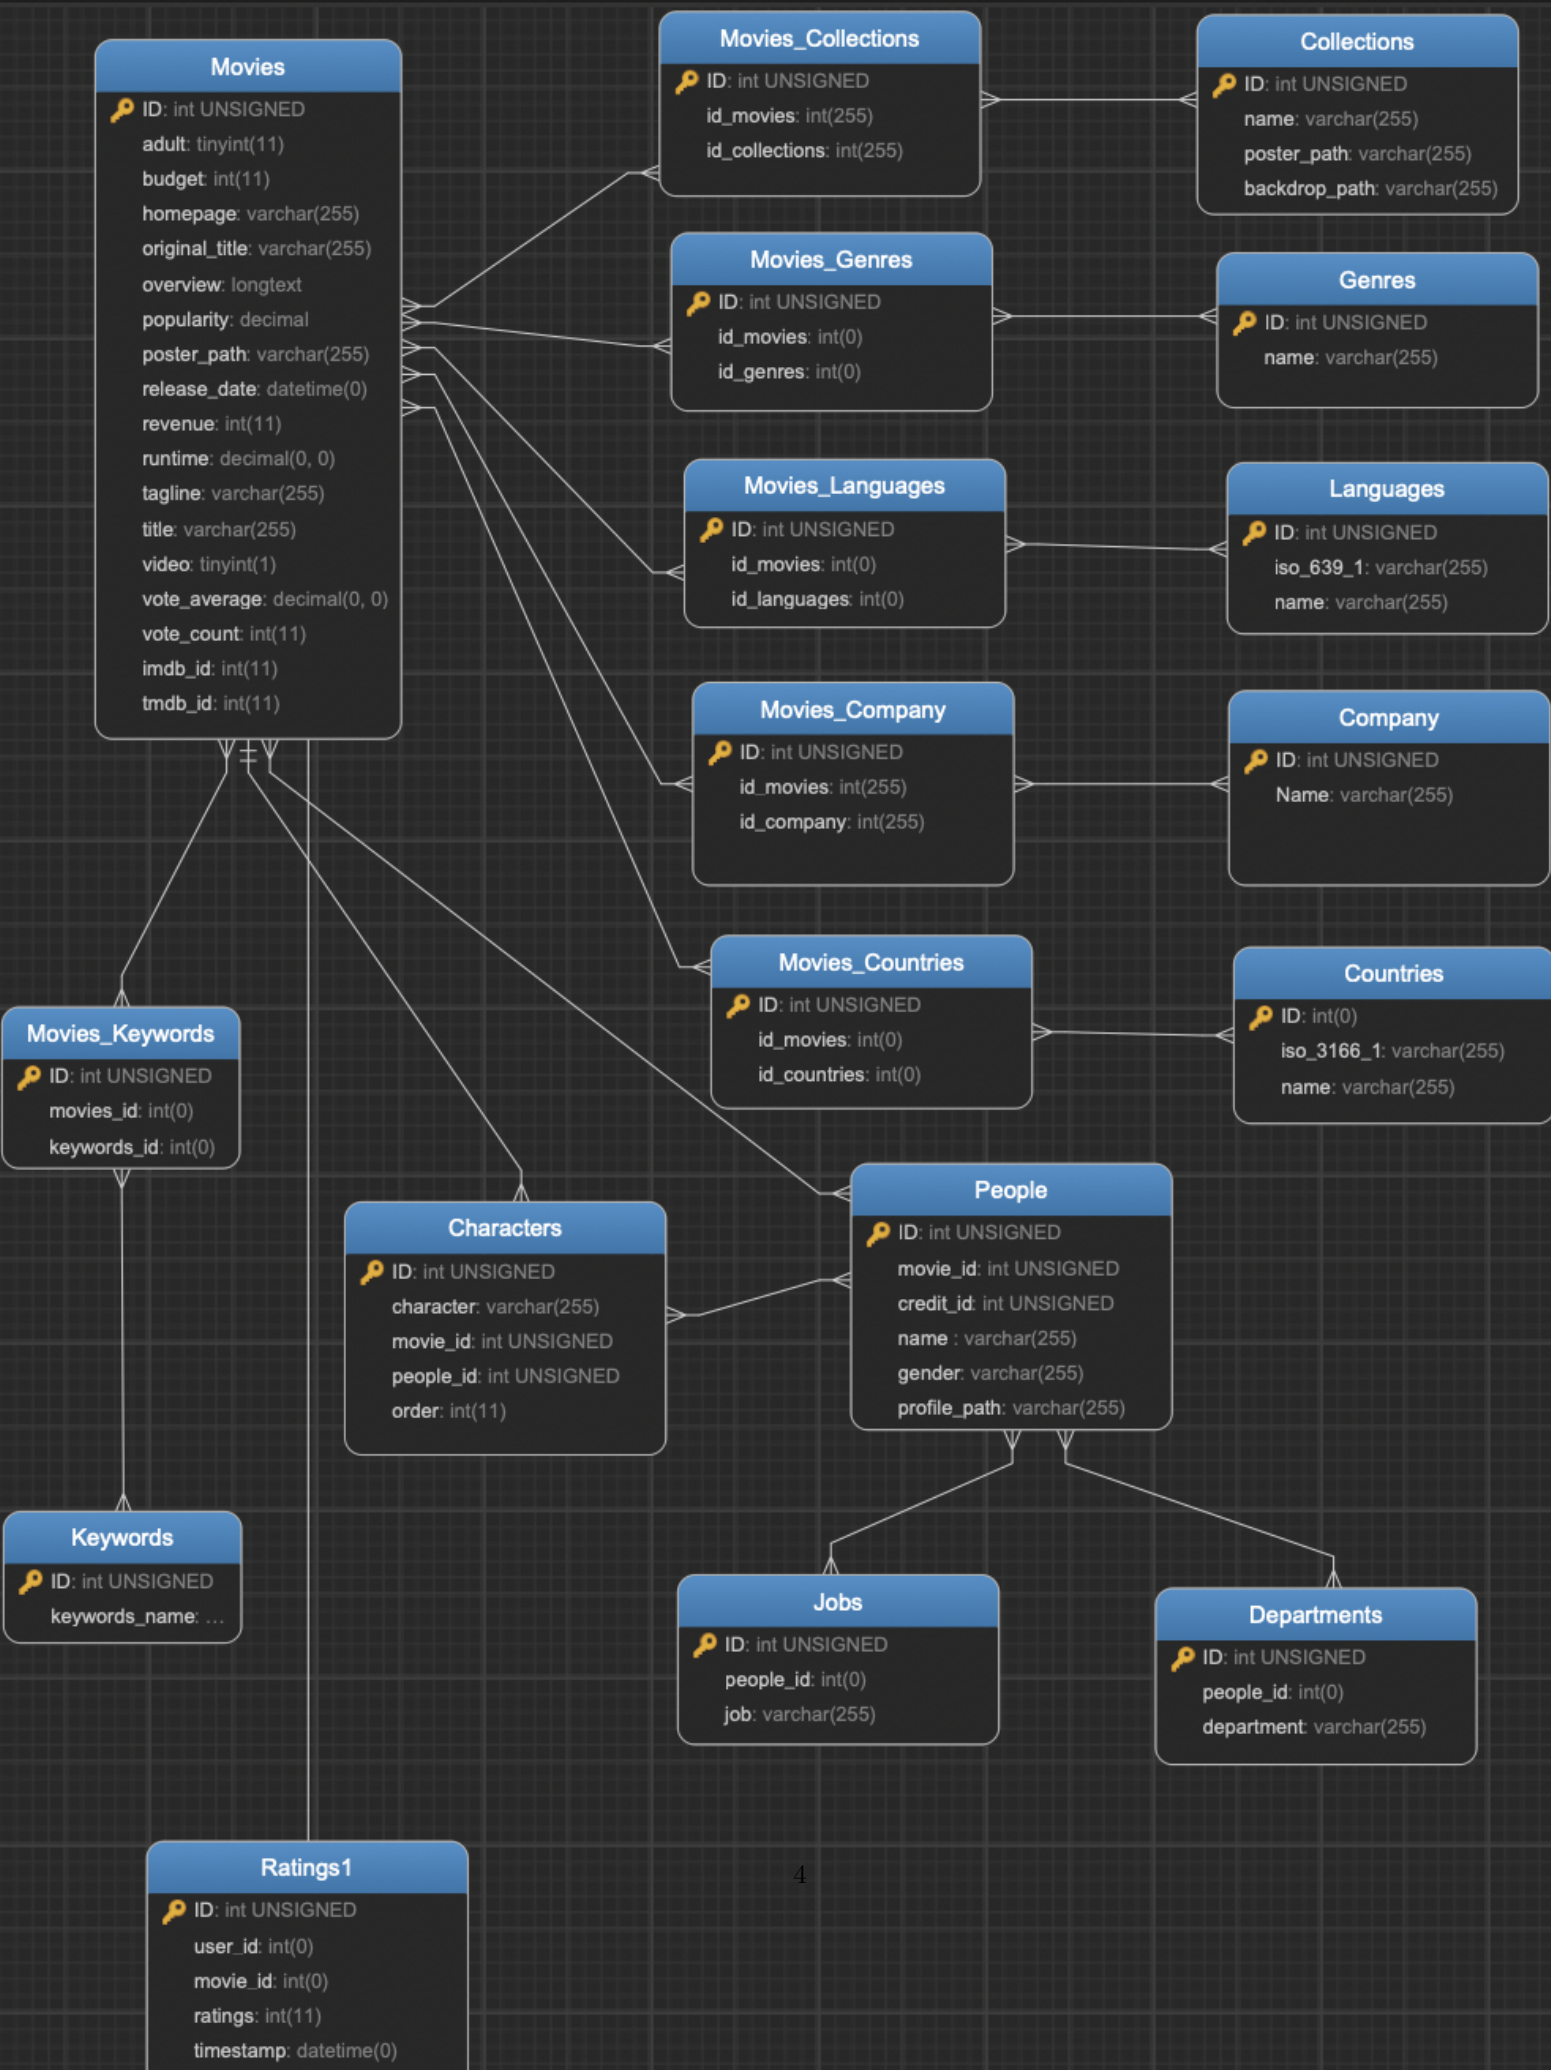 Movies
ID: int UNSIGNED
adult: tinyint(11)
budget: int(11)
homepage: varchar(255)
original_title: varchar(255)
overview: longtext
popularity: decimal
poster_path: varchar(255)
release_date: datetime(0)
revenue: int(11)
runtime: decimal(0, 0)
tagline: varchar(255)
title: varchar(255)
video: tinyint(1)
vote_average: decimal(0, 0)
vote_count: int(11)
imdb_id: int(11)
tmdb_id: int(11)
Movies_Collections
ID: int UNSIGNED
id_movies: int(255)
id_collections: int(255)
Collections
ID: int UNSIGNED
name: varchar(255)
poster_path: varchar(255)
backdrop_path: varchar(255)
Movies_Genres
ID: int UNSIGNED
id_movies: int(0)
id_genres: int(0)
Genres
ID: int UNSIGNED
name: varchar(255)
Movies_Languages
ID: int UNSIGNED
id_movies: int(0)
id_languages: int(0)
Languages
ID: int UNSIGNED
iso_639_1: varchar(255)
name: varchar(255)
Movies_Company
ID: int UNSIGNED
id_movies: int(255)
id_company: int(255)
Company
ID: int UNSIGNED
Name: varchar(255)
Movies_Countries
ID: int UNSIGNED
id_movies: int(0)
id_countries: int(0)
Countries
ID: int(0)
iso_3166_1: varchar(255)
name: varchar(255)
Movies_Keywords
ID: int UNSIGNED
movies_id: int(0)
keywords_id: int(0)
Characters
ID: int UNSIGNED
character: varchar(255)
movie_id: int UNSIGNED
people_id: int UNSIGNED
order: int(11)
People
ID: int UNSIGNED
movie_id: int UNSIGNED
credit_id: int UNSIGNED
name : varchar(255)
gender: varchar(255)
profile_path: varchar(255)
Keywords
ID: int UNSIGNED
keywords_name: ...
Jobs
ID: int UNSIGNED
people_id: int(0)
job: varchar(255)
Departments
ID: int UNSIGNED
people_id: int(0)
department: varchar(255)
Ratings1
ID: int UNSIGNED
user_id: int(0)
movie_id: int(0)
ratings: int(11)
timestamp: datetime(0)
4